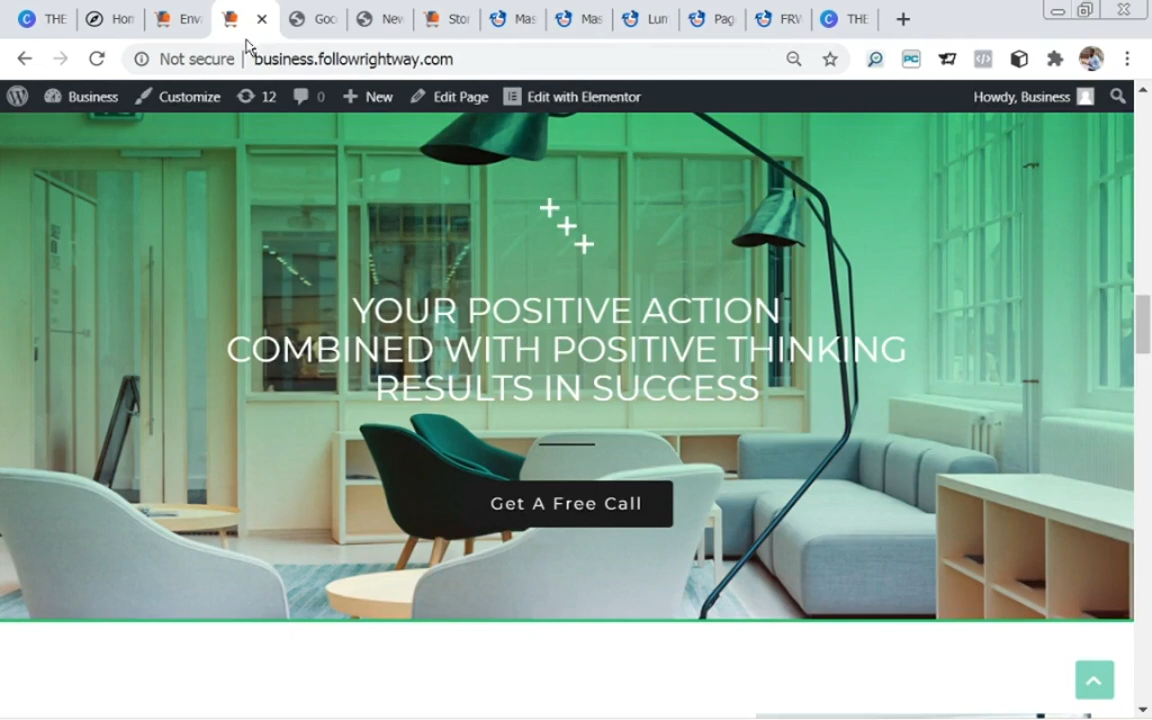 THE
Hon
Env
Goo
Nev
Stor
Mas
Mas
Lun
Pag
FRV
THE
Not secure
business.followrightway.com
PC
Business
Customize
12
0
New
Edit Page
Edit with Elementor
Howdy, Business
YOUR POSITIVE ACTION
COMBINED WITH POSITIVE THINKING
RESULTS IN SUCCESS
Get A Free Call